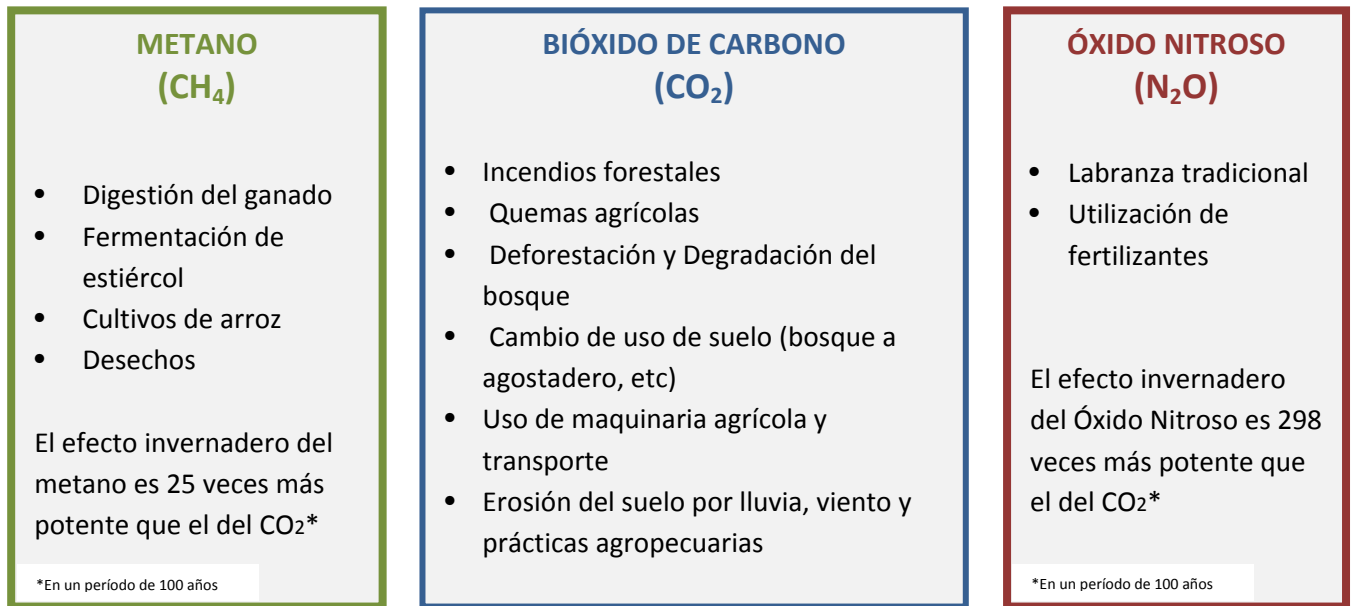 METANO
(CH₄)
• Digestión del ganado
• Fermentación de
estiércol
• Cultivos de arroz
• Desechos
El efecto invernadero del
metano es 25 veces más
potente que el del CO2*
*En un período de 100 años
BIÓXIDO DE CARBONO
(CO₂)
• Incendios forestales
• Quemas agrícolas
• Deforestación y Degradación del
bosque
• Cambio de uso de suelo (bosque a
agostadero, etc)
• Uso de maquinaria agrícola y
transporte
• Erosión del suelo por lluvia, viento y
prácticas agropecuarias
ÓXIDO NITROSO
(N₂O)
• Labranza tradicional
• Utilización de
fertilizantes
El efecto invernadero
del Óxido Nitroso es 298
veces más potente que
el del CO2*
*En un período de 100 años